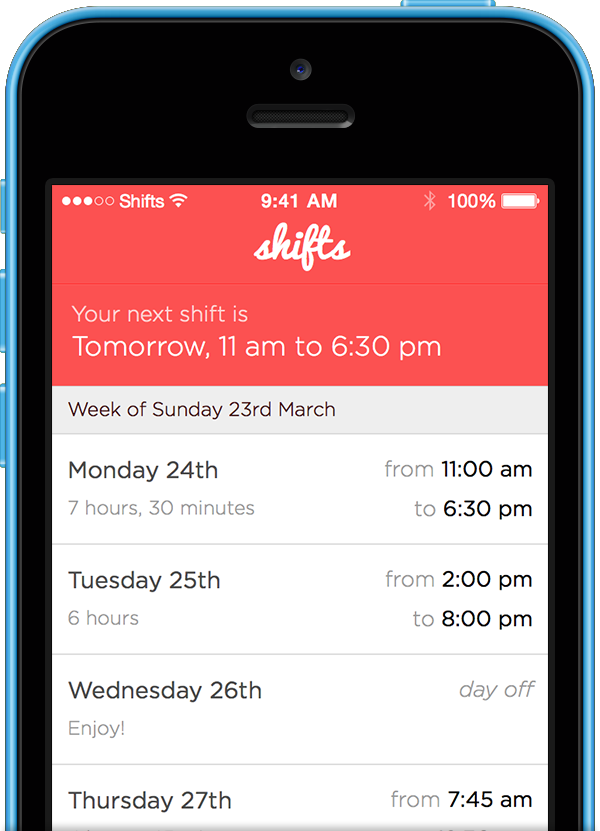 Shifts 9:41 AM 100%
shifts
Your next shift is
Tomorrow, 11 am to 6:30 pm
Week of Sunday 23rd March
Monday 24th from 11:00 am
7 hours, 30 minutes to 6:30 pm
Tuesday 25th from 2:00 pm
6 hours to 8:00 pm
Wednesday 26th day off
Enjoy!
Thursday 27th from 7:45 am